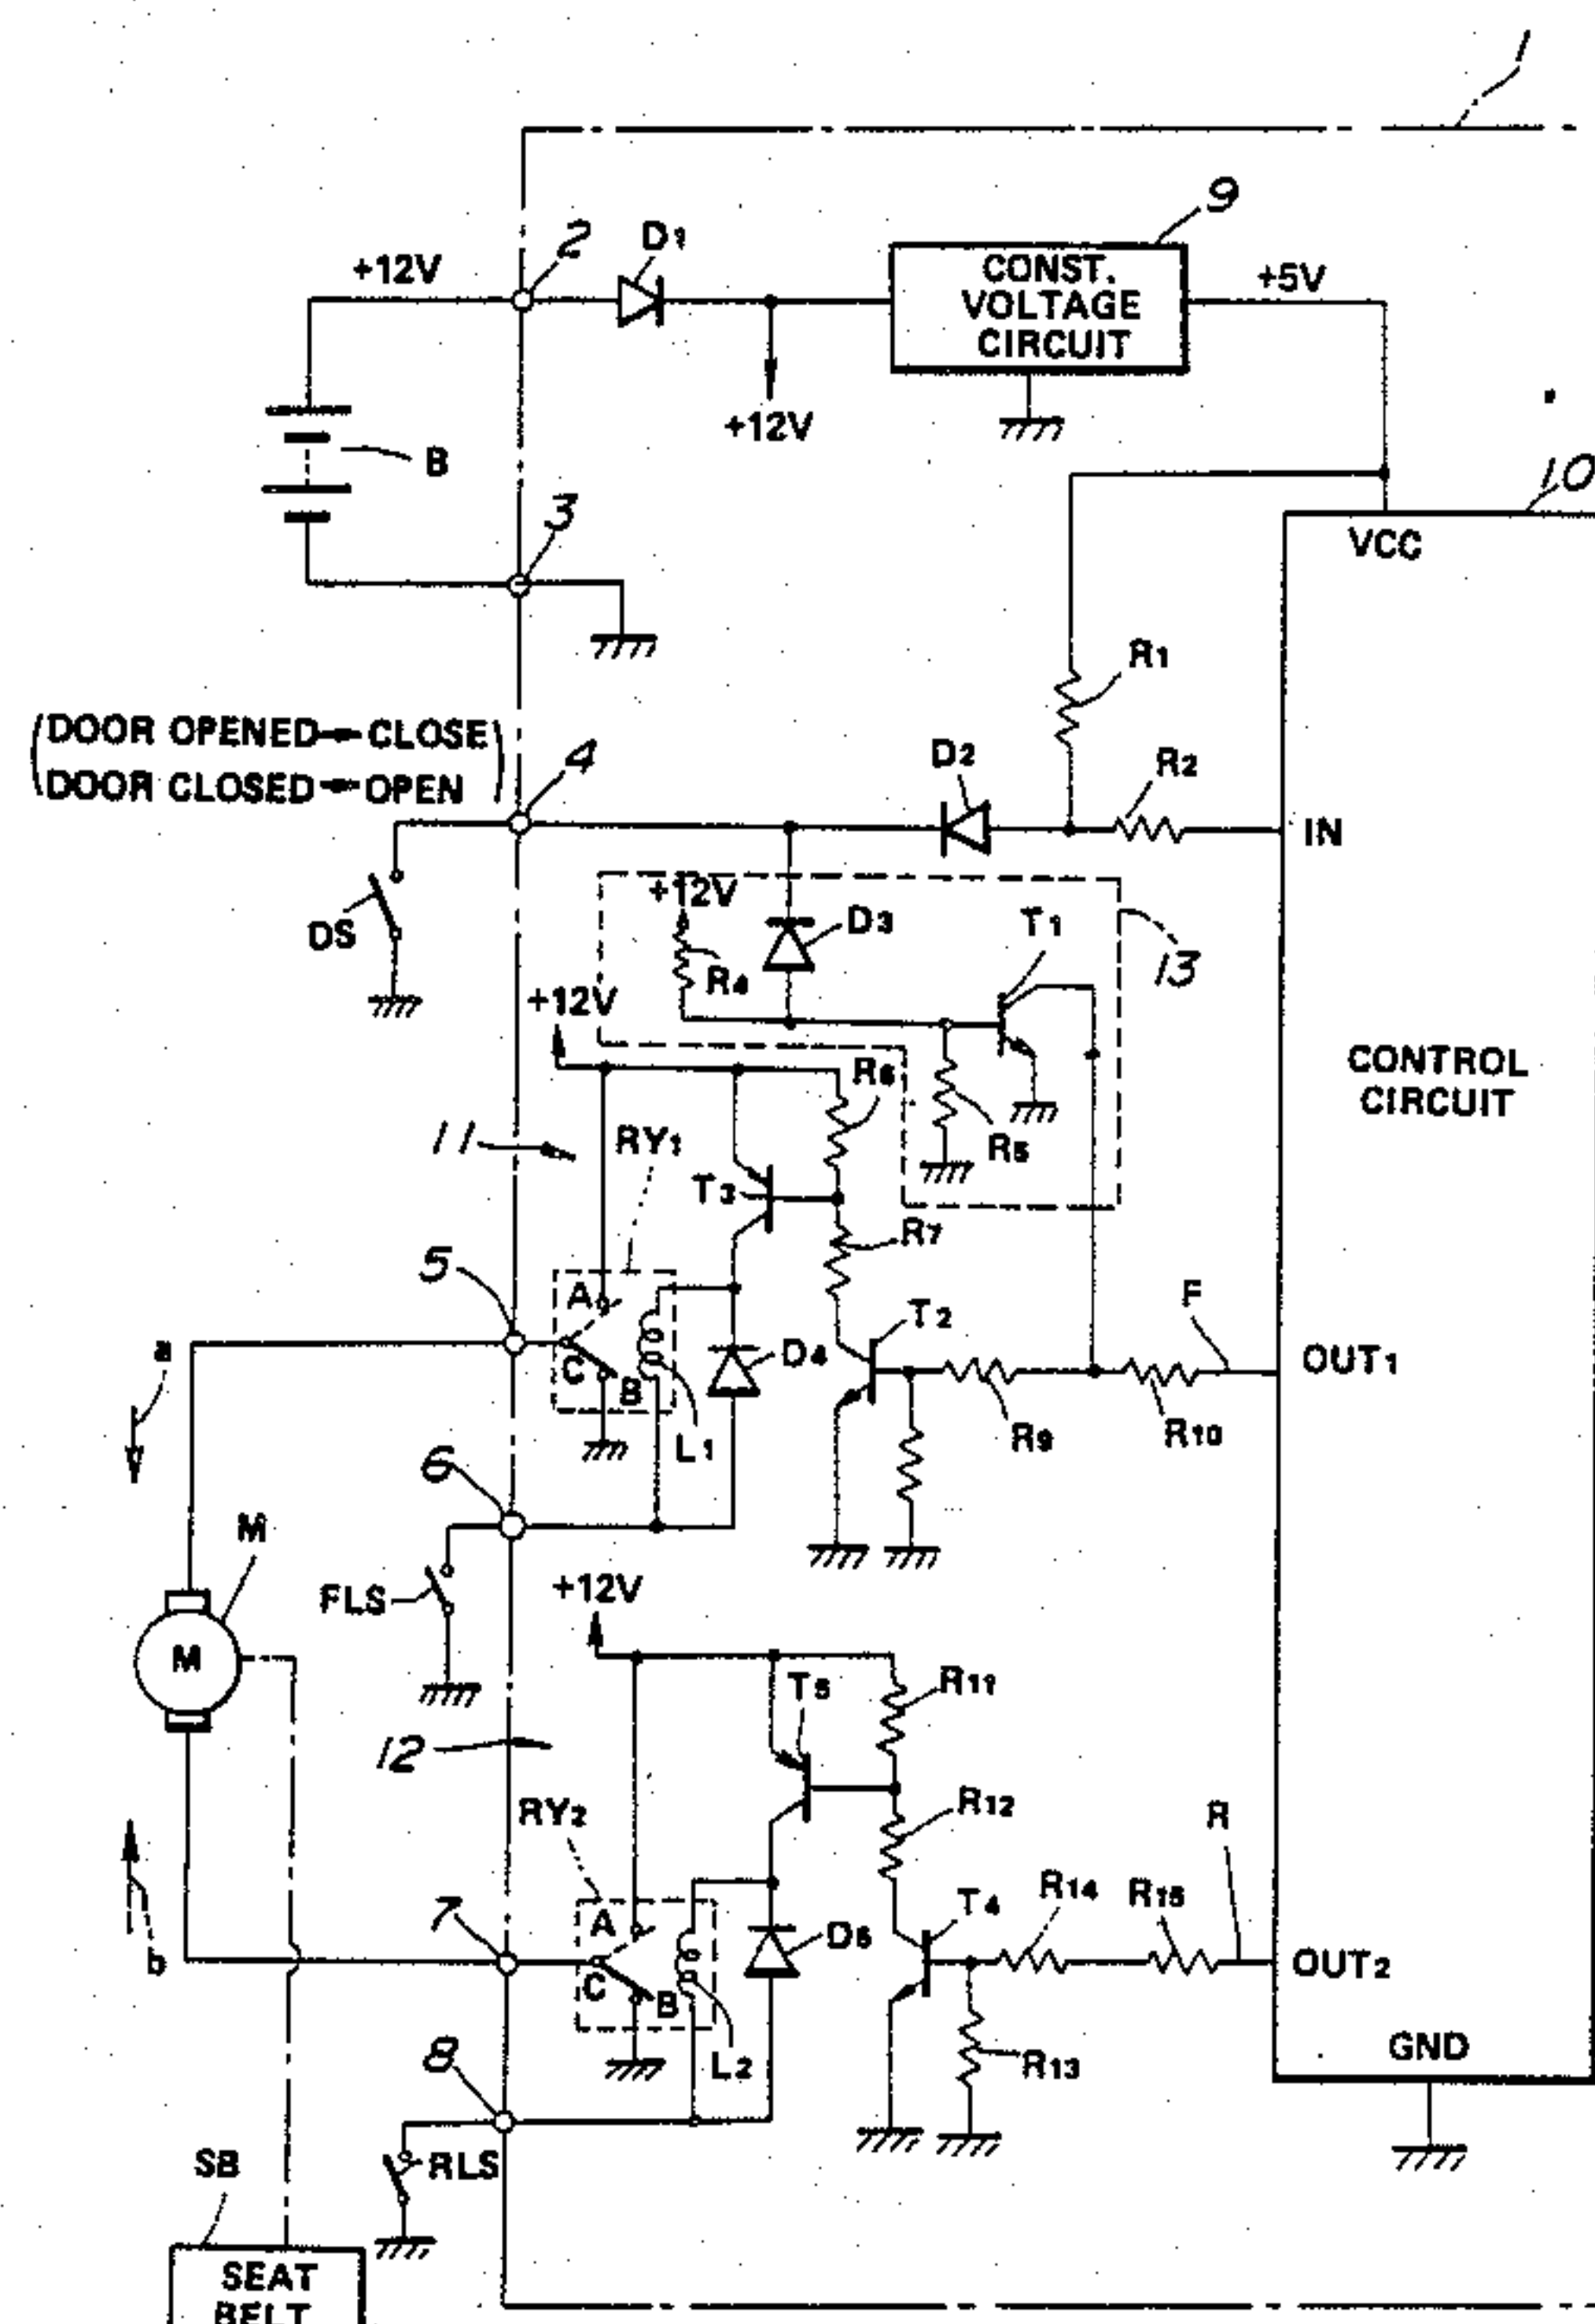 1
9
2
D1
+12V
CONST.
VOLTAGE
CIRCUIT
+5V
+12V
B
10
3
VCC
R1
(DOOR OPENED→CLOSE)
(DOOR CLOSED→OPEN)
4
D2
R2
IN
+12V
D3
T1
DS
R4
13
+12V
CONTROL
CIRCUIT
R6
11
RY1
R5
T3
R7
5
A
F
a
T2
OUT1
C
D4
B
R9
R10
L1
6
M
FLS
+12V
M
T5
R11
12
RY2
R12
R
R14
R15
7
A
T4
D5
b
C
B
OUT2
8
L2
R13
GND
SB
RLS
SEAT
BELT